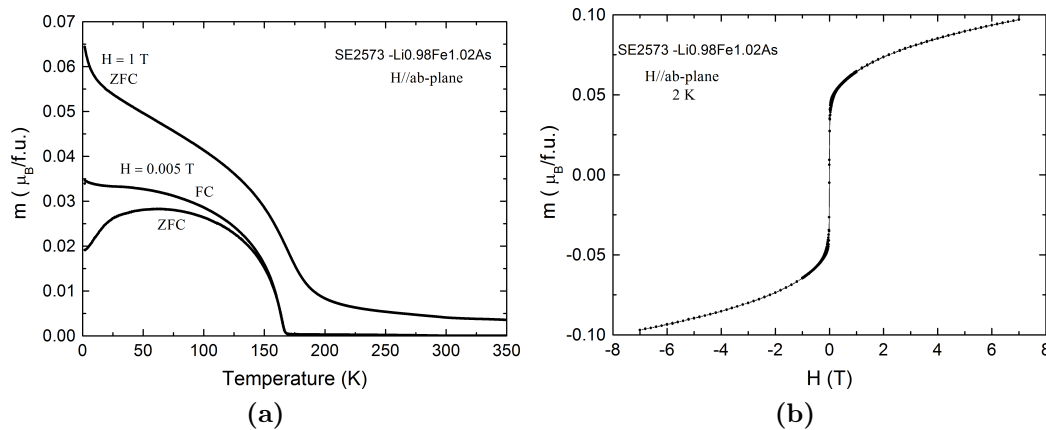 0.07
0.06
0.05
0.04
0.03
0.02
0.01
0.00
m ( μB/f.u.)
H = 1 T
ZFC
SE2573 -Li0.98Fe1.02As
H//ab-plane
H = 0.005 T
FC
ZFC
0 50 100 150 200 250 300 350
Temperature (K)
(a)
0.10
0.05
0.00
-0.05
-0.10
m ( μB/f.u.)
SE2573 -Li0.98Fe1.02As
H//ab-plane
2 K
-8 -6 -4 -2 0 2 4 6 8
H (T)
(b)